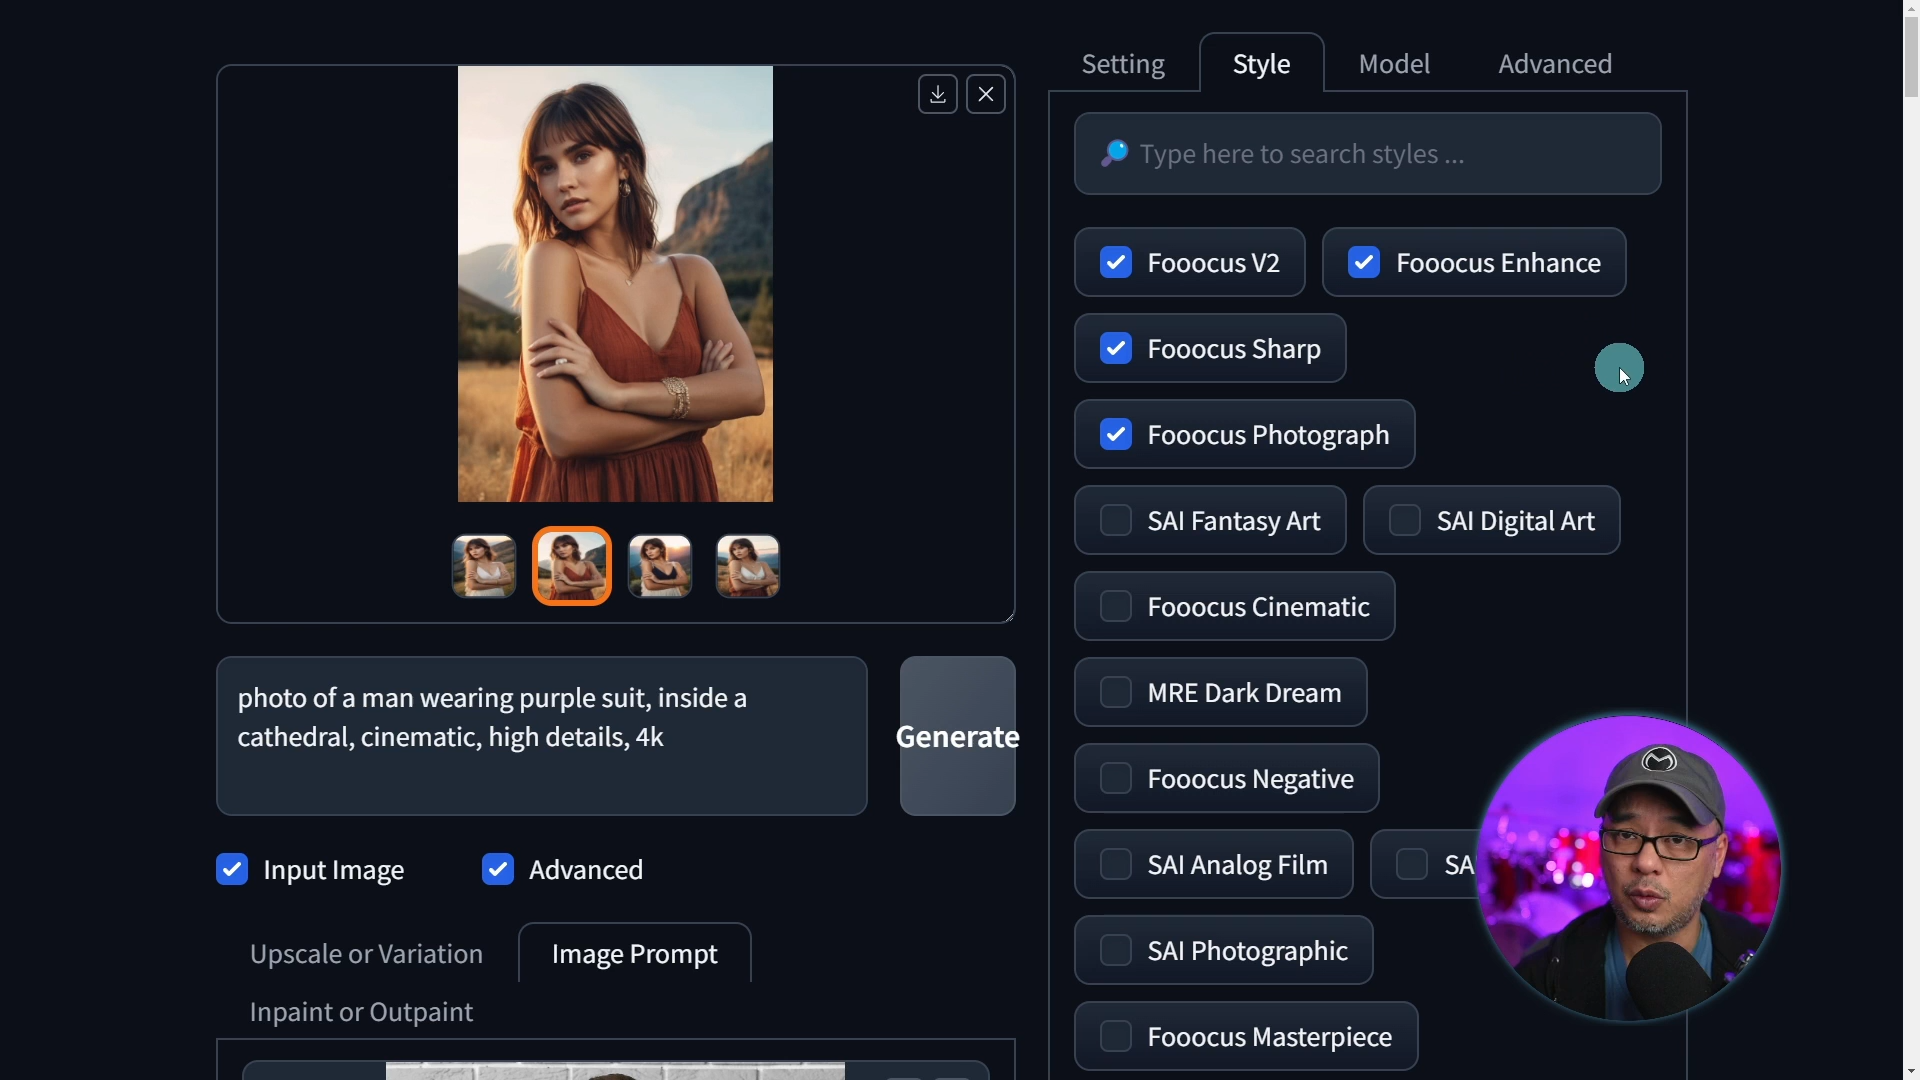 Setting
Style
Model
Advanced
Type here to search styles ...
Fooocus V2
Fooocus Enhance
Fooocus Sharp
Fooocus Photograph
SAI Fantasy Art
SAI Digital Art
Fooocus Cinematic
MRE Dark Dream
Fooocus Negative
SAI Analog Film
SA
SAI Photographic
Fooocus Masterpiece
photo of a man wearing purple suit, inside a
cathedral, cinematic, high details, 4k
Generate
Input Image
Advanced
Upscale or Variation
Image Prompt
Inpaint or Outpaint